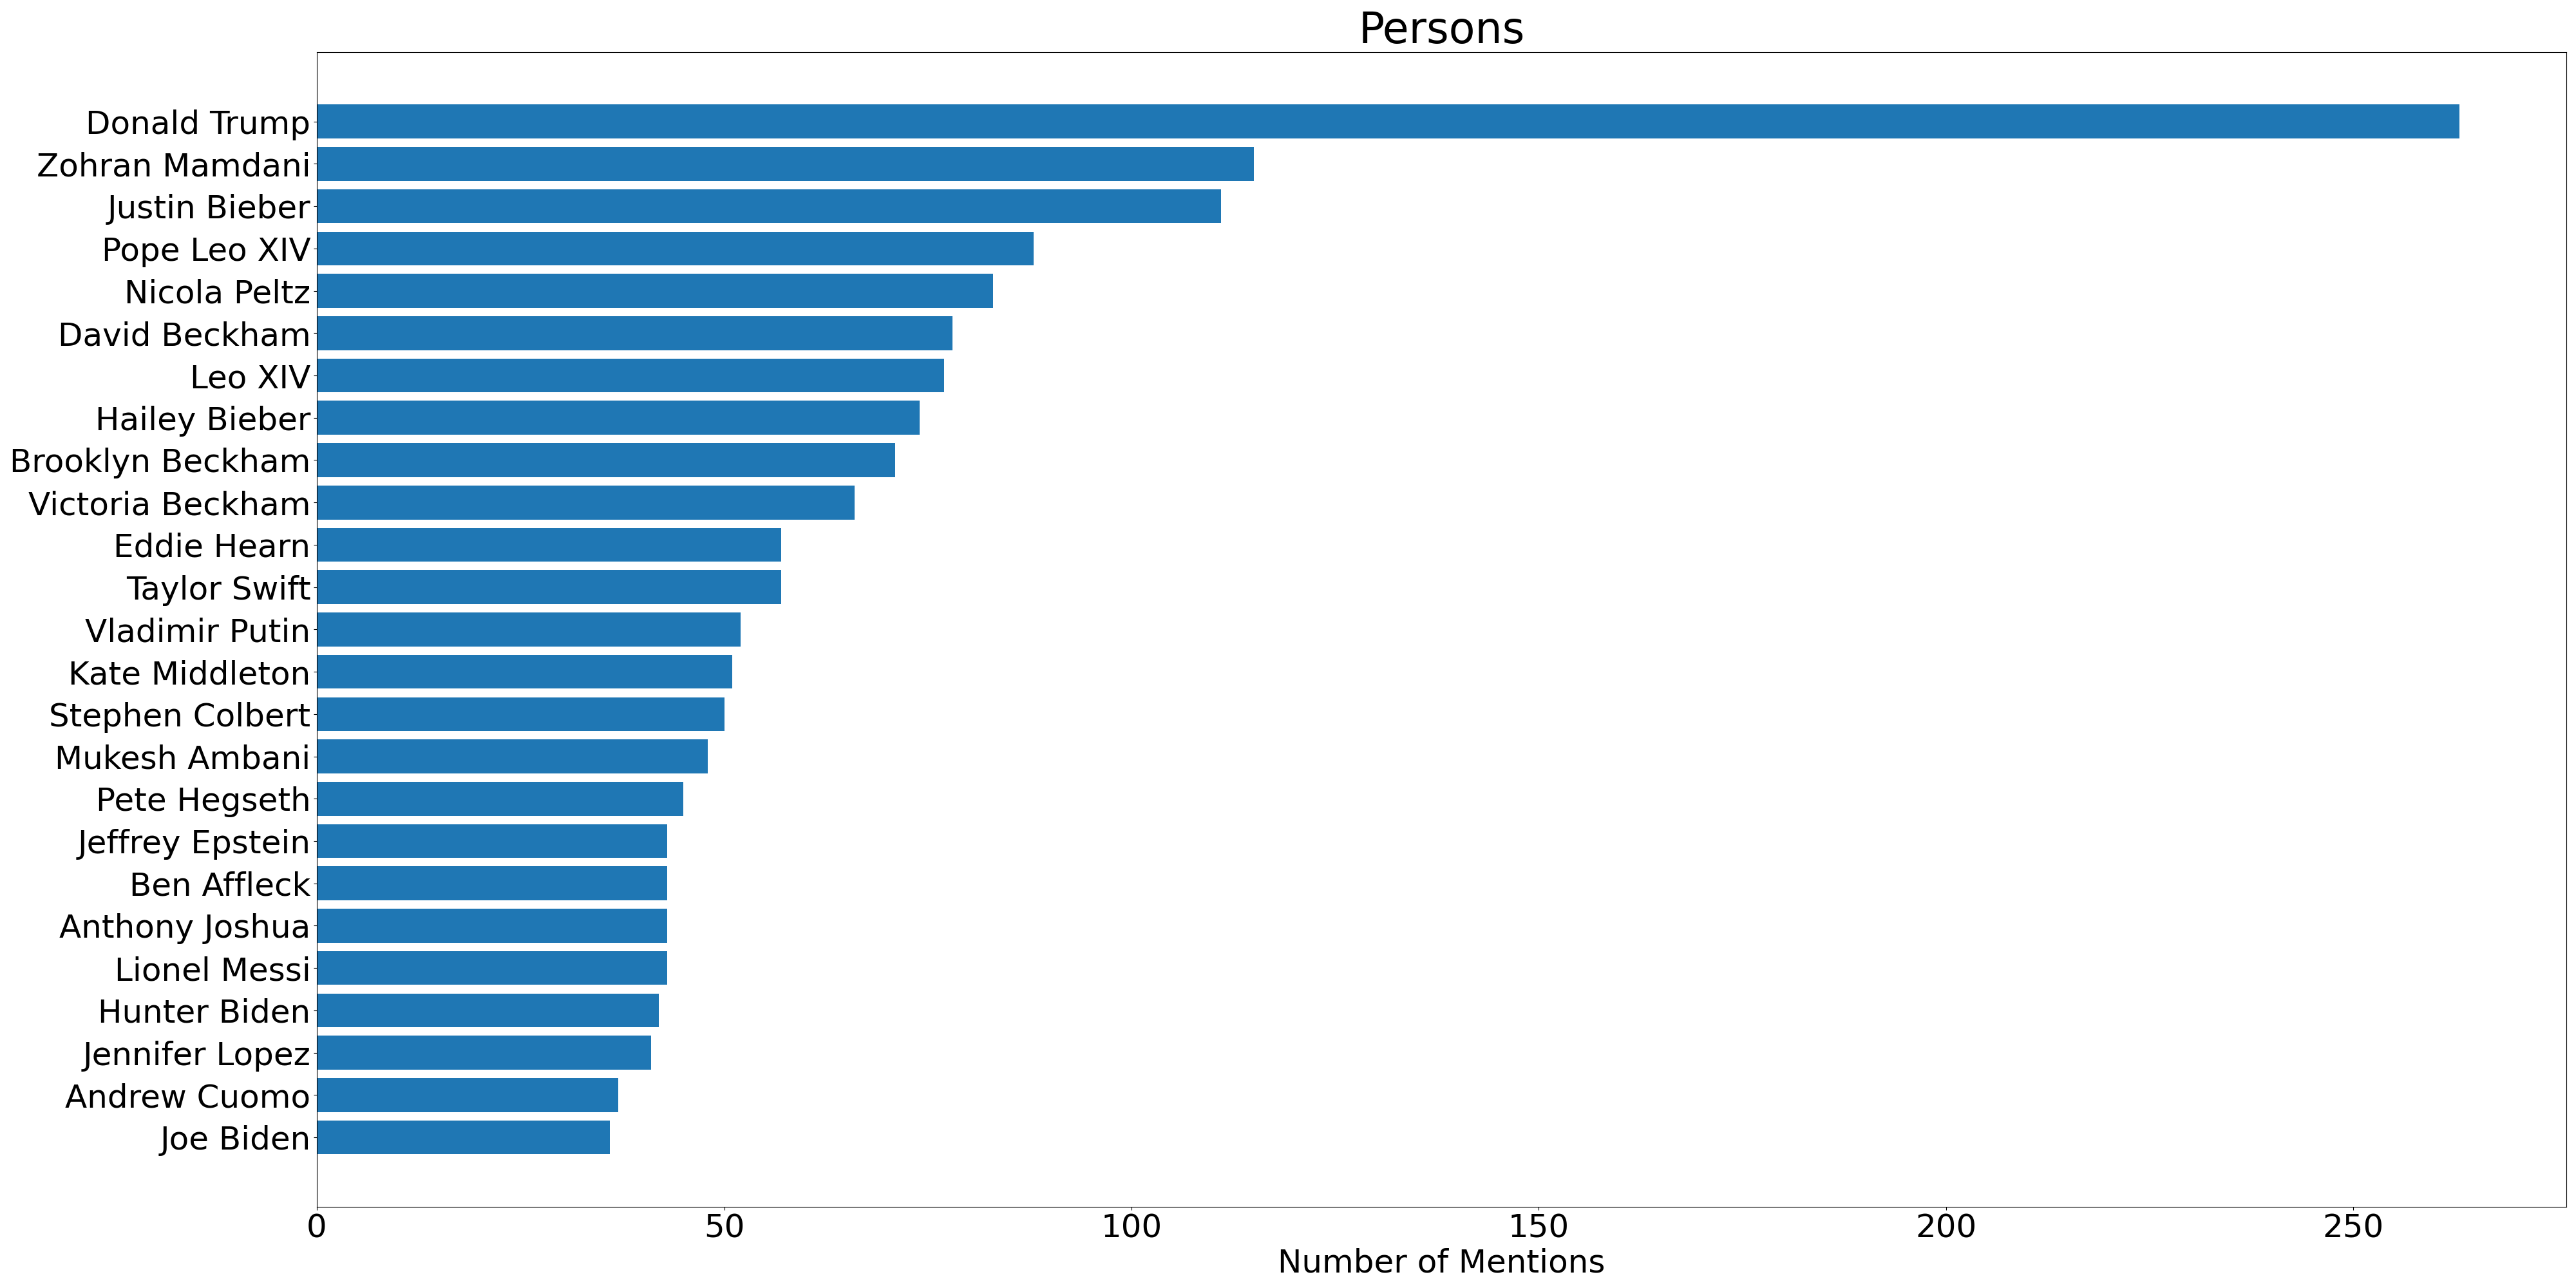 Persons
Donald Trump
Zohran Mamdani
Justin Bieber
Pope Leo XIV
Nicola Peltz
David Beckham
Leo XIV
Hailey Bieber
Brooklyn Beckham
Victoria Beckham
Eddie Hearn
Taylor Swift
Vladimir Putin
Kate Middleton
Stephen Colbert
Mukesh Ambani
Pete Hegseth
Jeffrey Epstein
Ben Affleck
Anthony Joshua
Lionel Messi
Hunter Biden
Jennifer Lopez
Andrew Cuomo
Joe Biden
0 50 100 150 200 250
Number of Mentions